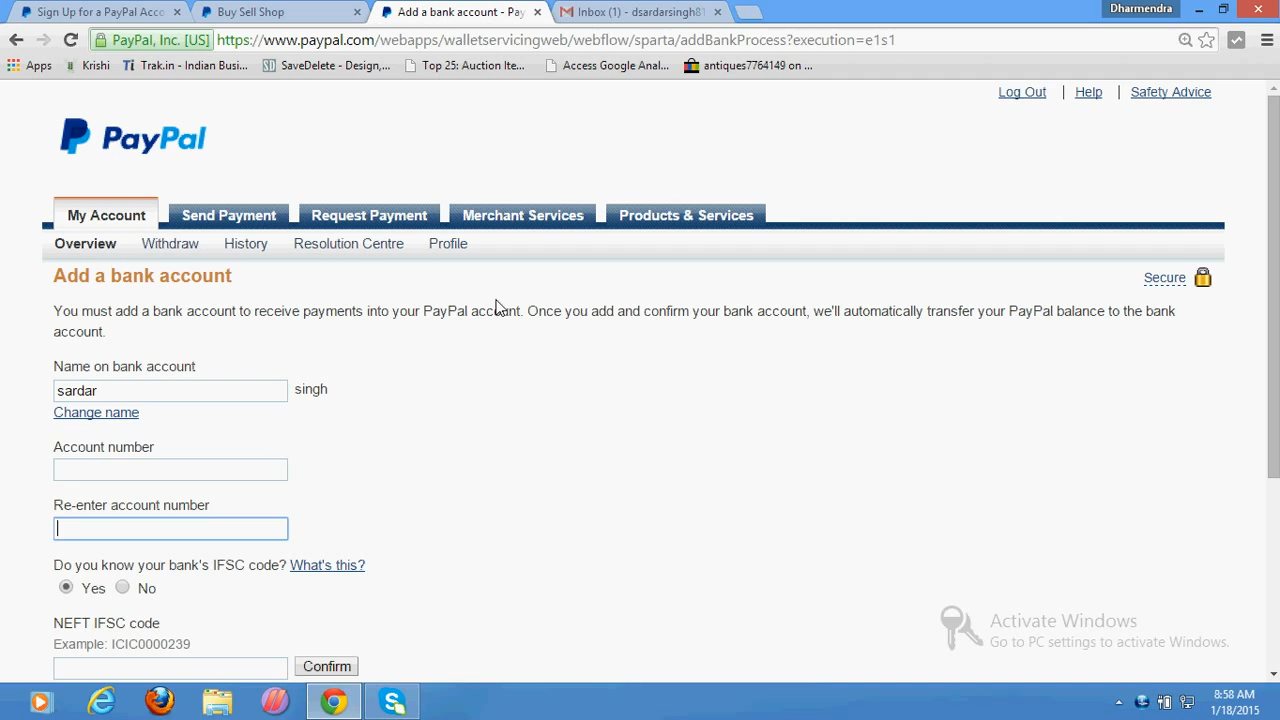 Sign Up for a PayPal Acco
Buy Sell Shop
Add a bank account - Pay
Inbox (1) - dsardarsingh81
Dharmendra
PayPal, Inc. [US]
https://www.paypal.com/webapps/walletservicingweb/webflow/sparta/addBankProcess?execution=e1s1
Apps
Krishi
Trak.in - Indian Busi...
SaveDelete - Design,...
Top 25: Auction Ite...
Access Google Anal...
antiques7764149 on ...
Log Out | Help | Safety Advice
PayPal
My Account
Send Payment
Request Payment
Merchant Services
Products & Services
Overview
Withdraw
History
Resolution Centre
Profile
Add a bank account
Secure
You must add a bank account to receive payments into your PayPal account. Once you add and confirm your bank account, we'll automatically transfer your PayPal balance to the bank
account.
Name on bank account
sardar singh
Change name
Account number
Re-enter account number
Do you know your bank's IFSC code? What's this?
Yes No
NEFT IFSC code
Example: ICIC0000239
Confirm
Activate Windows
Go to PC settings to activate Windows.
8:58 AM
1/18/2015